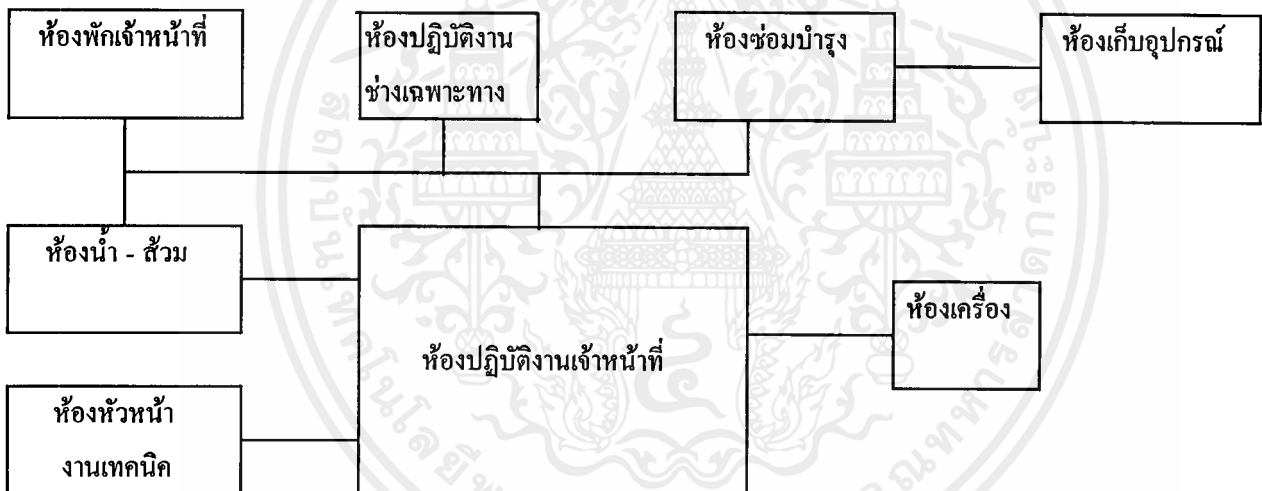 ห้องพักเจ้าหน้าที่
ห้องปฏิบัติงาน
ช่างเฉพาะทาง
ห้องซ่อมบำรุง
ห้องเก็บอุปกรณ์
ห้องน้ำ - ส้วม
ห้องเครื่อง
ห้องปฏิบัติงานเจ้าหน้าที่
ห้องหัวหน้า
งานเทคนิค